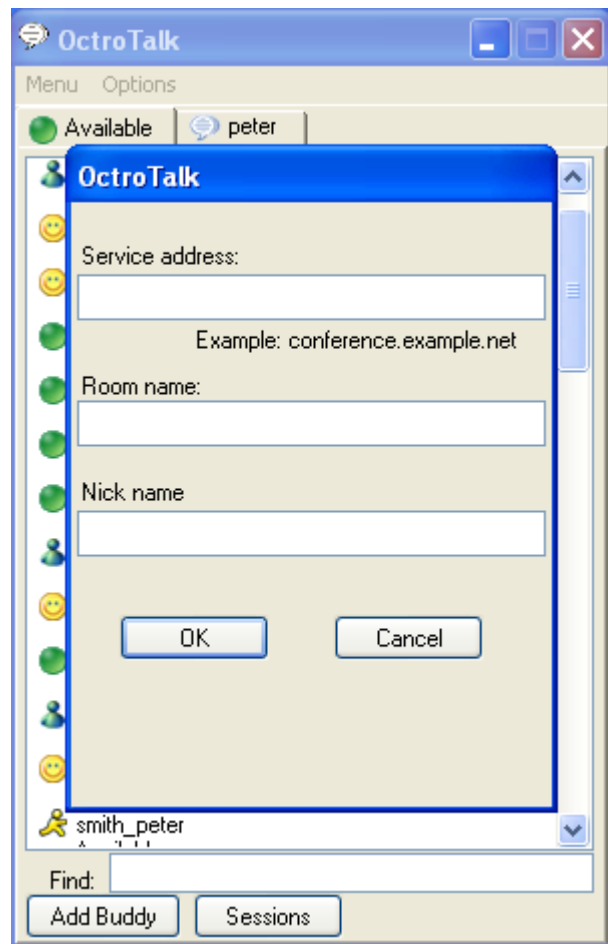 OctroTalk
Menu Options
Available peter
OctroTalk
Service address:
Example: conference.example.net
Room name:
Nick name
OK Cancel
smith_peter
Find:
Add Buddy Sessions